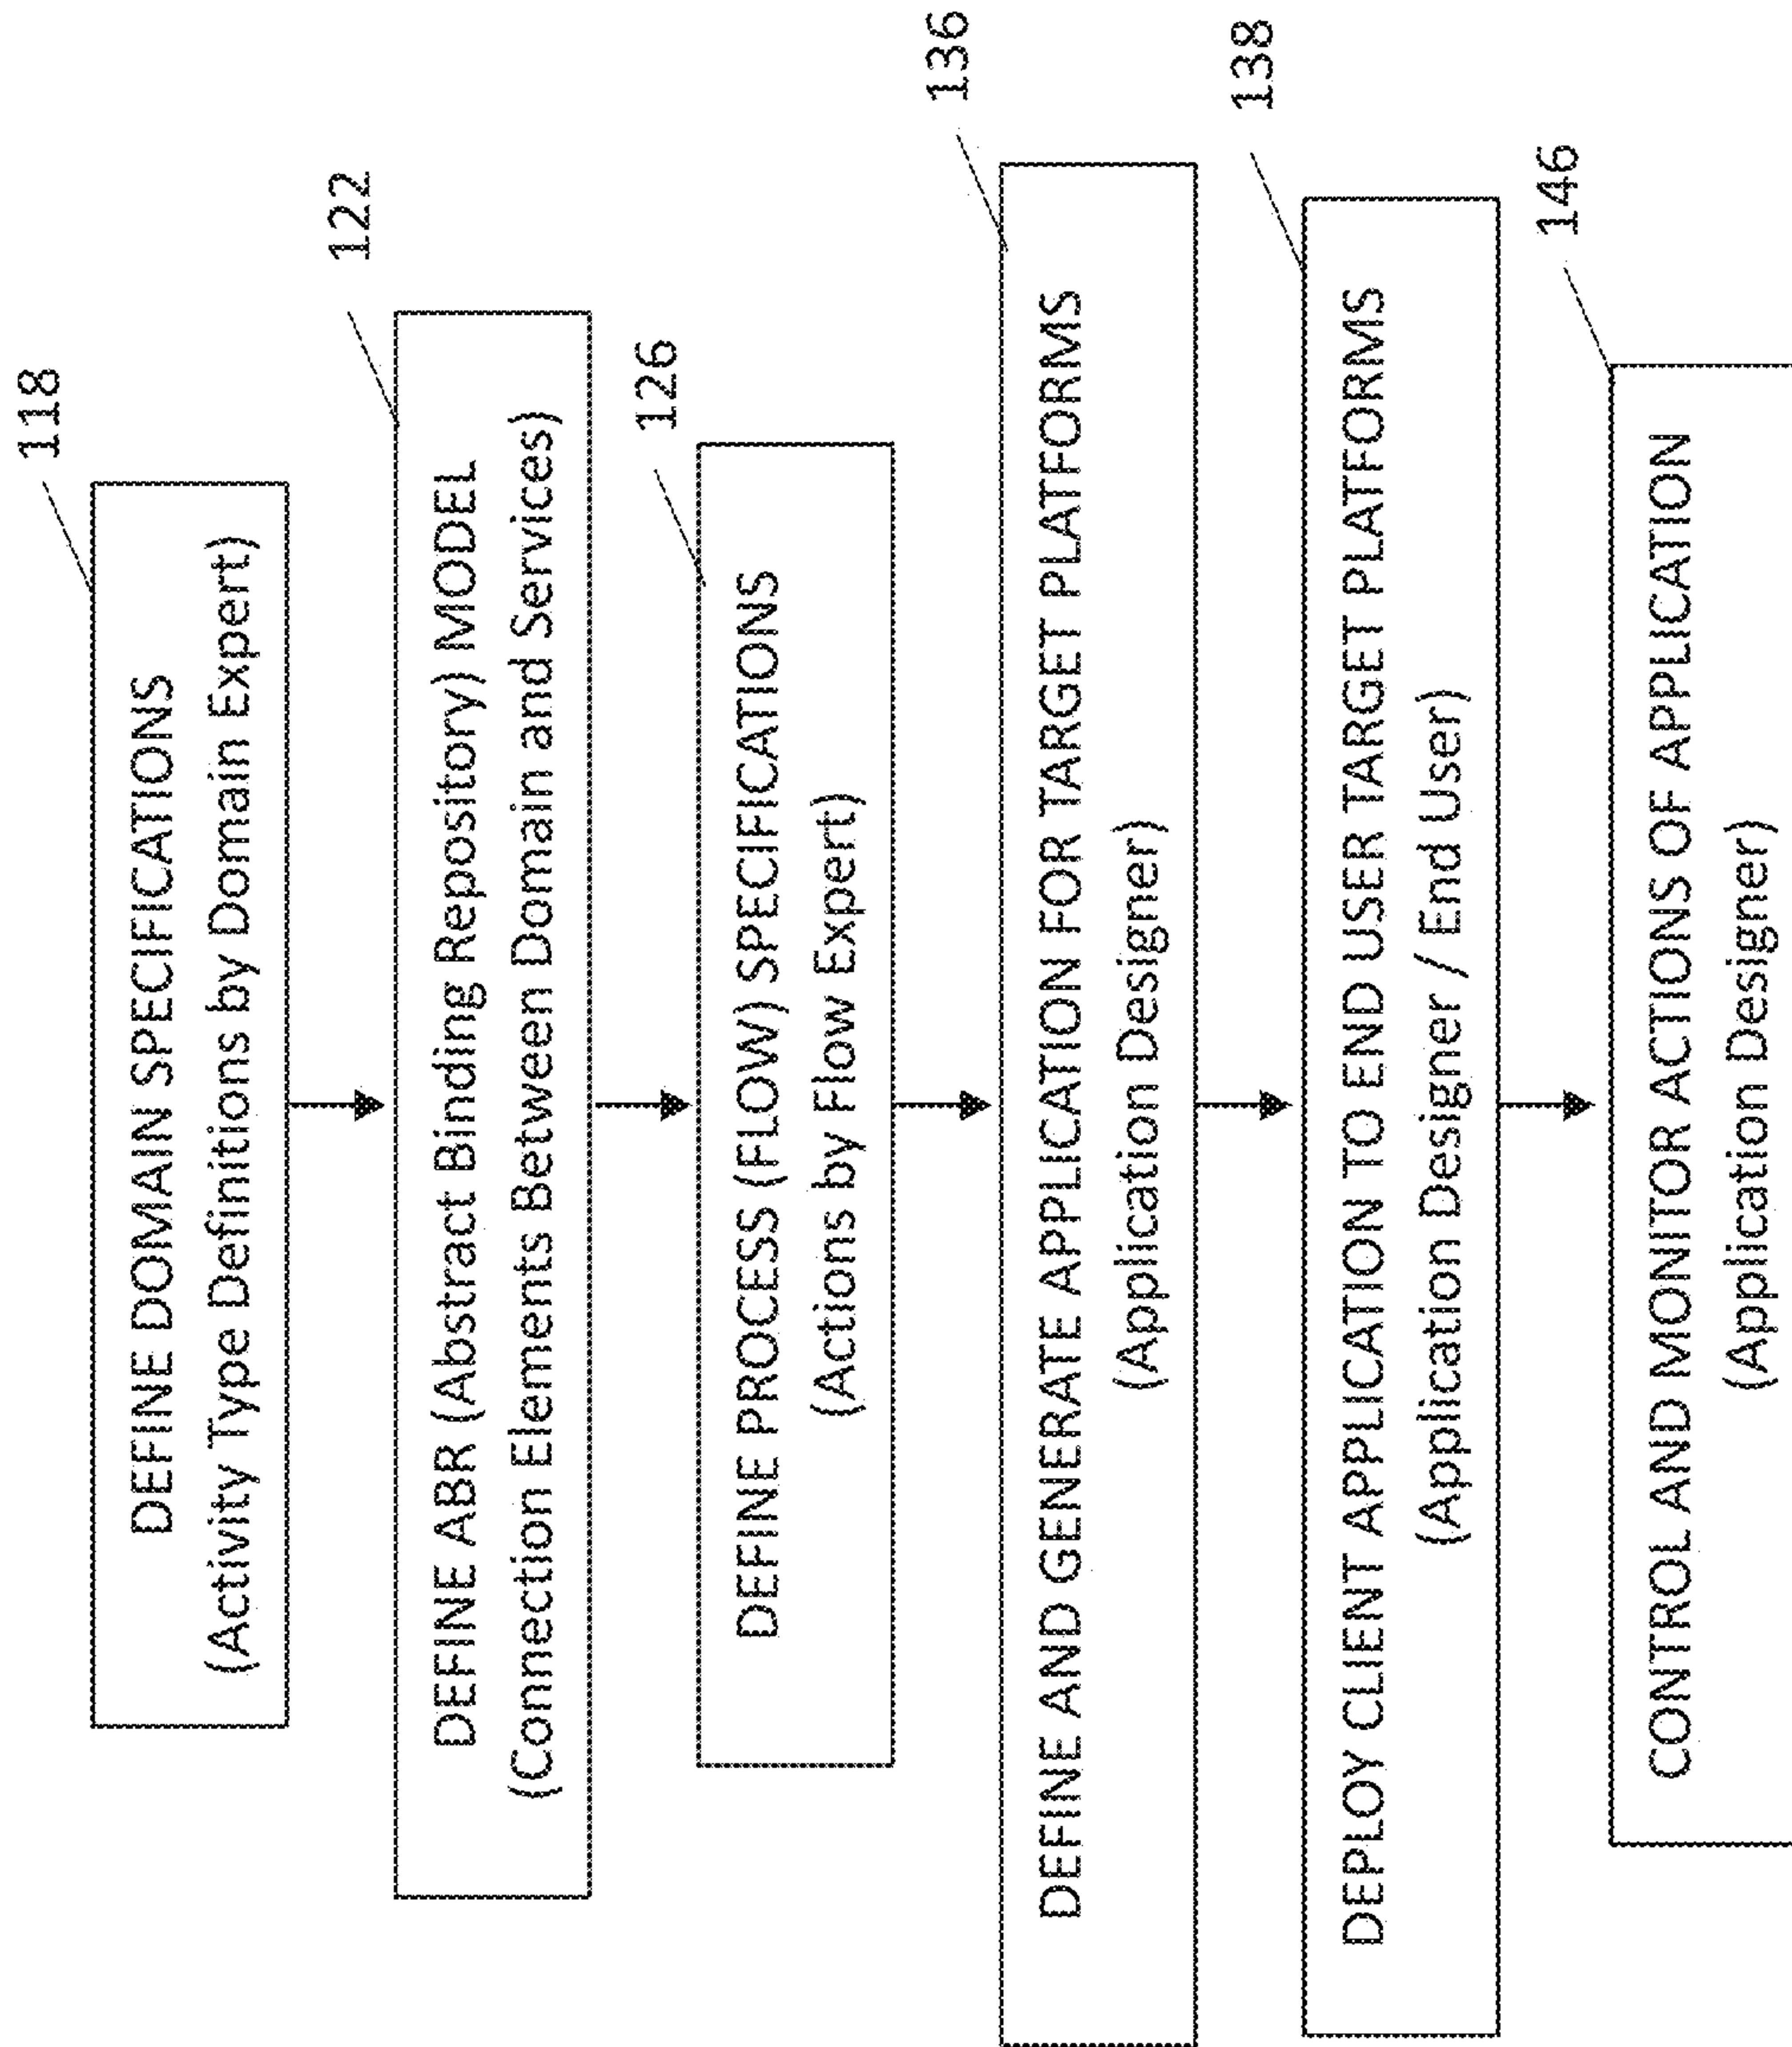 118
DEFINE DOMAIN SPECIFICATIONS
(Activity Type Definitions by Domain Expert)
122
DEFINE ABR (Abstract Binding Repository) MODEL
(Connection Elements Between Domain and Services)
126
DEFINE PROCESS (FLOW) SPECIFICATIONS
(Actions by Flow Expert)
136
DEFINE AND GENERATE APPLICATION FOR TARGET PLATFORMS
(Application Designer)
138
DEPLOY CLIENT APPLICATION TO END USER TARGET PLATFORMS
(Application Designer / End User)
146
CONTROL AND MONITOR ACTIONS OF APPLICATION
(Application Designer)